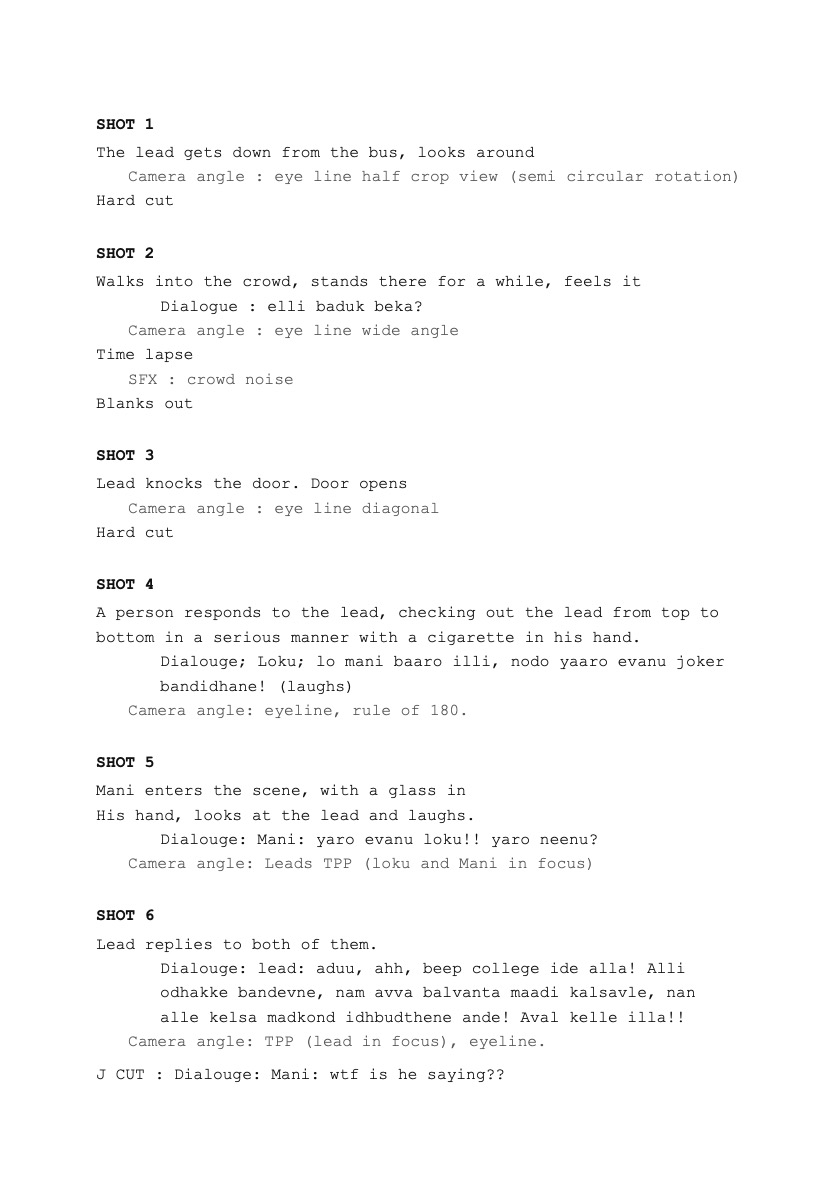 SHOT 1
The lead gets down from the bus, looks around
Camera angle : eye line half crop view (semi circular rotation)
Hard cut
SHOT 2
Walks into the crowd, stands there for a while, feels it
Dialogue : elli baduk beka?
Camera angle : eye line wide angle
Time lapse
SFX : crowd noise
Blanks out
SHOT 3
Lead knocks the door. Door opens
Camera angle : eye line diagonal
Hard cut
SHOT 4
A person responds to the lead, checking out the lead from top to
bottom in a serious manner with a cigarette in his hand.
Dialouge; Loku; lo mani baaro illi, nodo yaaro evanu joker
bandidhane! (laughs)
Camera angle: eyeline, rule of 180.
SHOT 5
Mani enters the scene, with a glass in
His hand, looks at the lead and laughs.
Dialouge: Mani: yaro evanu loku!! yaro neenu?
Camera angle: Leads TPP (loku and Mani in focus)
SHOT 6
Lead replies to both of them.
Dialouge: lead: aduu, ahh, beep college ide alla! Alli
odhakke bandevne, nam avva balvanta maadi kalsavle, nan
alle kelsa madkond idhbudthene ande! Aval kelle illa!!
Camera angle: TPP (lead in focus), eyeline.
J CUT : Dialouge: Mani: wtf is he saying??